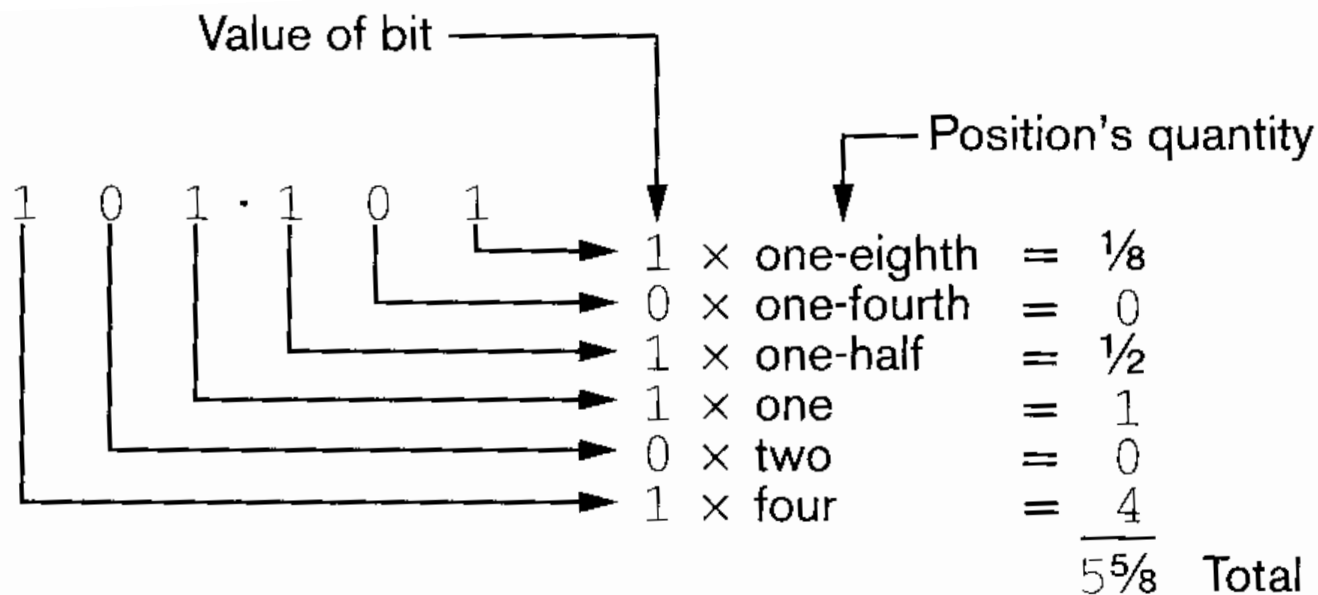 Value of bit
Position's quantity
1 0 1 . 1 0 1
1 × one-eighth = ⅛
0 × one-fourth = 0
1 × one-half = ½
1 × one = 1
0 × two = 0
1 × four = 4
5⅝ Total